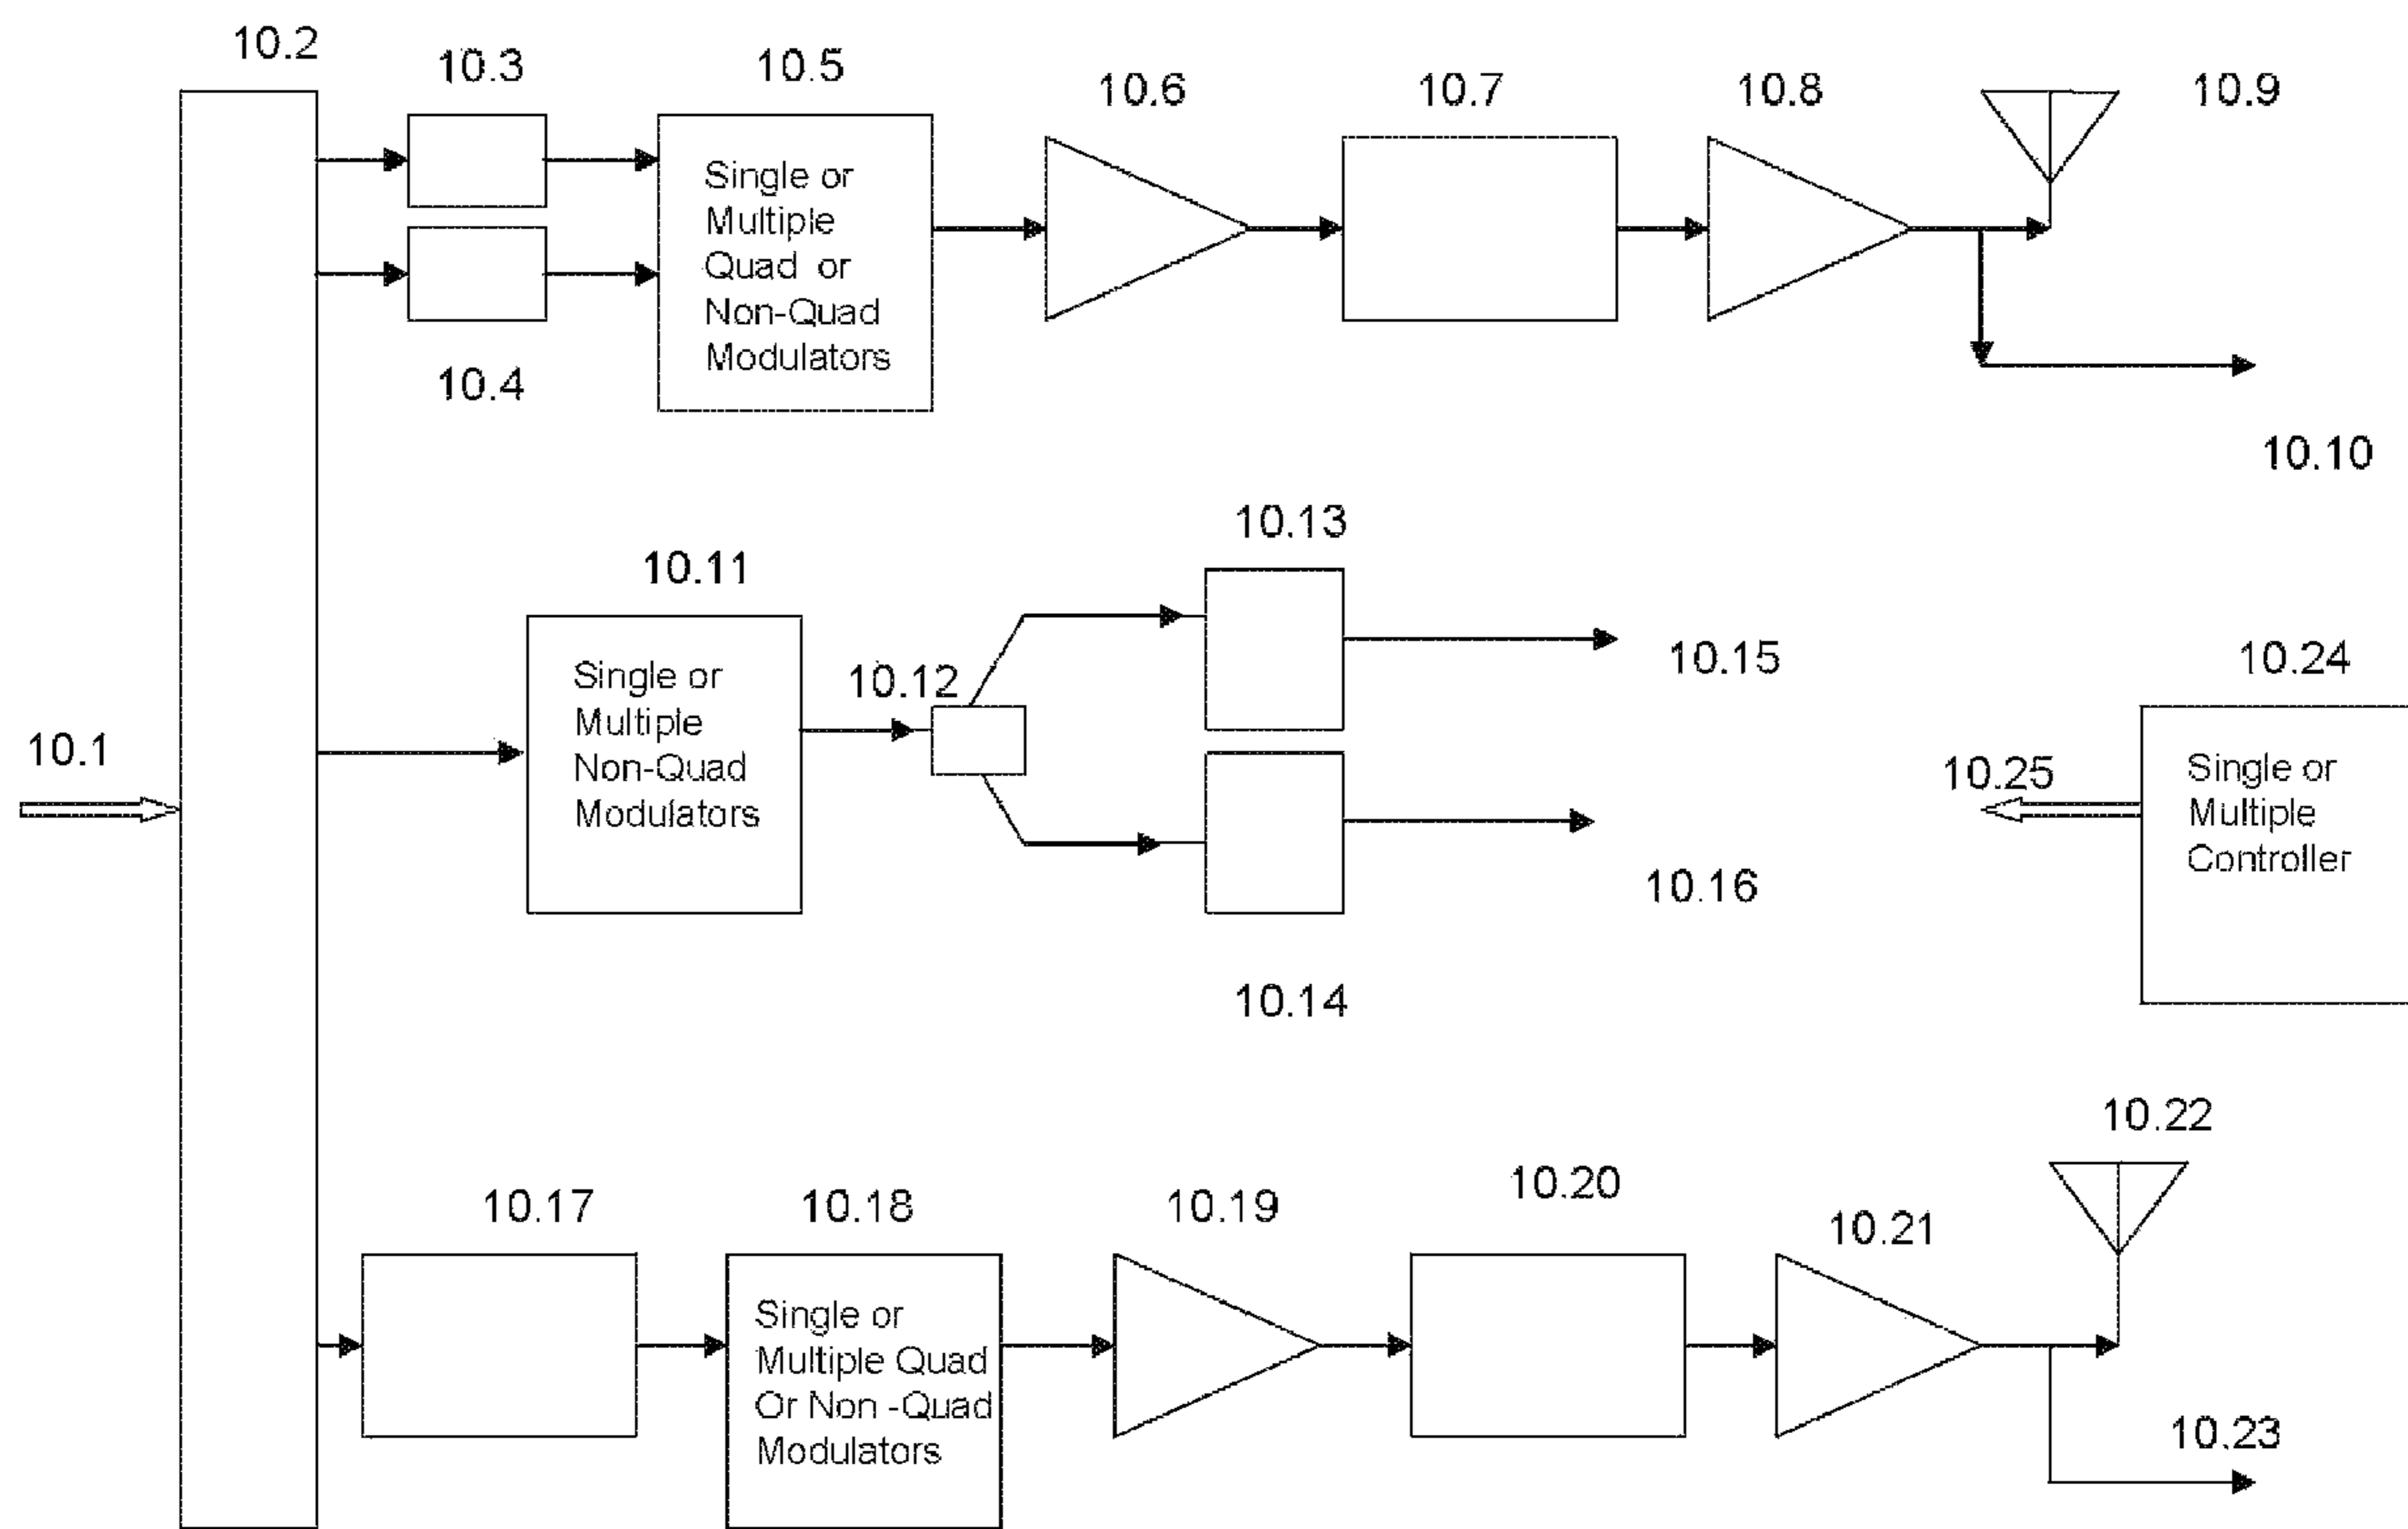 10.2
10.3
10.5
10.6
10.7
10.8
10.9
Single or
Multiple
Quad or
Non-Quad
Modulators
10.4
10.10
10.13
10.11
10.15
10.24
Single or
Multiple
Non-Quad
Modulators
10.12
10.1
10.25
Single or
Multiple
Controller
10.16
10.14
10.22
10.17
10.18
10.19
10.20
10.21
Single or
Multiple Quad
Or Non -Quad
Modulators
10.23